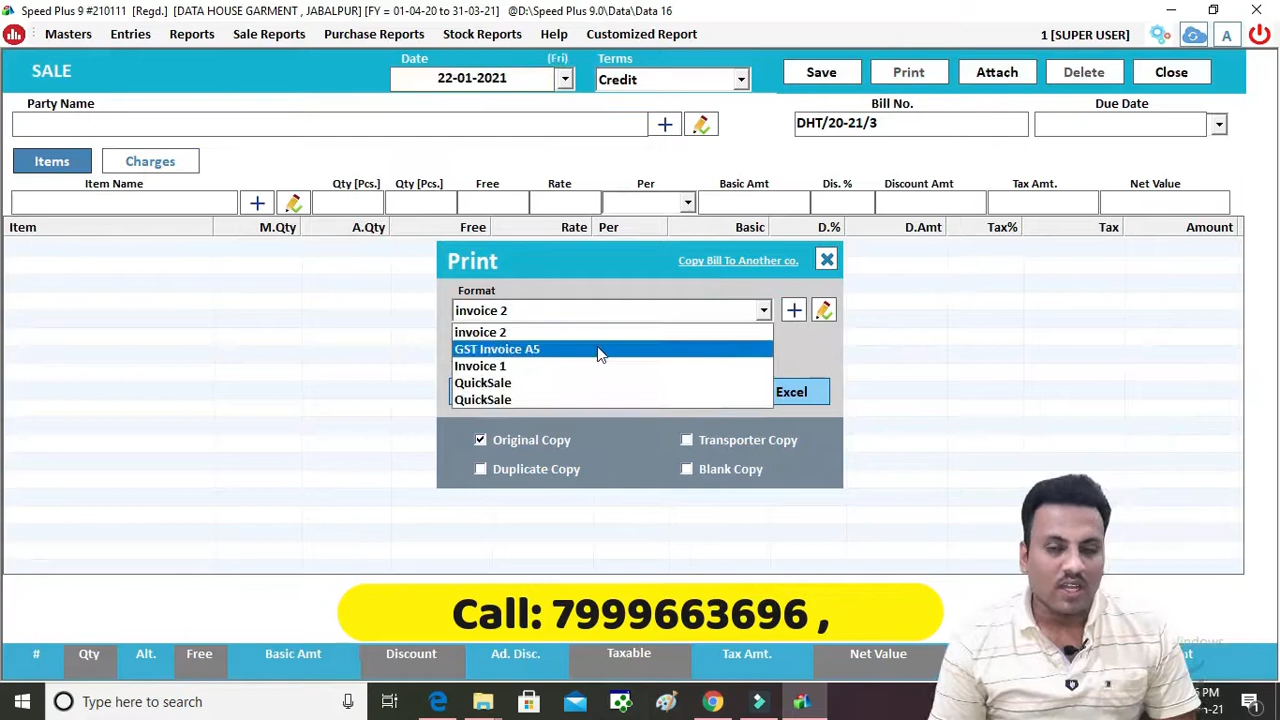 Speed Plus 9 #210111 [Regd.] [DATA HOUSE GARMENT , JABALPUR] [FY = 01-04-20 to 31-03-21] @D:\Speed Plus 9.0\Data\Data 16
Masters Entries Reports Sale Reports Purchase Reports Stock Reports Help Customized Report 1 [SUPER USER] A
SALE Date (Fri) 22-01-2021 Terms Credit Save Print Attach Delete Close
Party Name Bill No. Due Date
DHT/20-21/3
Items Charges
Item Name Qty [Pcs.] Qty [Pcs.] Free Rate Per Basic Amt Dis. % Discount Amt Tax Amt. Net Value
Item M.Qty A.Qty Free Rate Per Basic D.% D.Amt Tax% Tax Amount
Print Copy Bill To Another co.
Format
invoice 2
invoice 2
GST Invoice A5
Invoice 1
QuickSale
QuickSale
Excel
Original Copy Transporter Copy
Duplicate Copy Blank Copy
Call: 7999663696 ,
# Qty Alt. Free Basic Amt Discount Ad. Disc. Taxable Tax Amt. Net Value
Type here to search